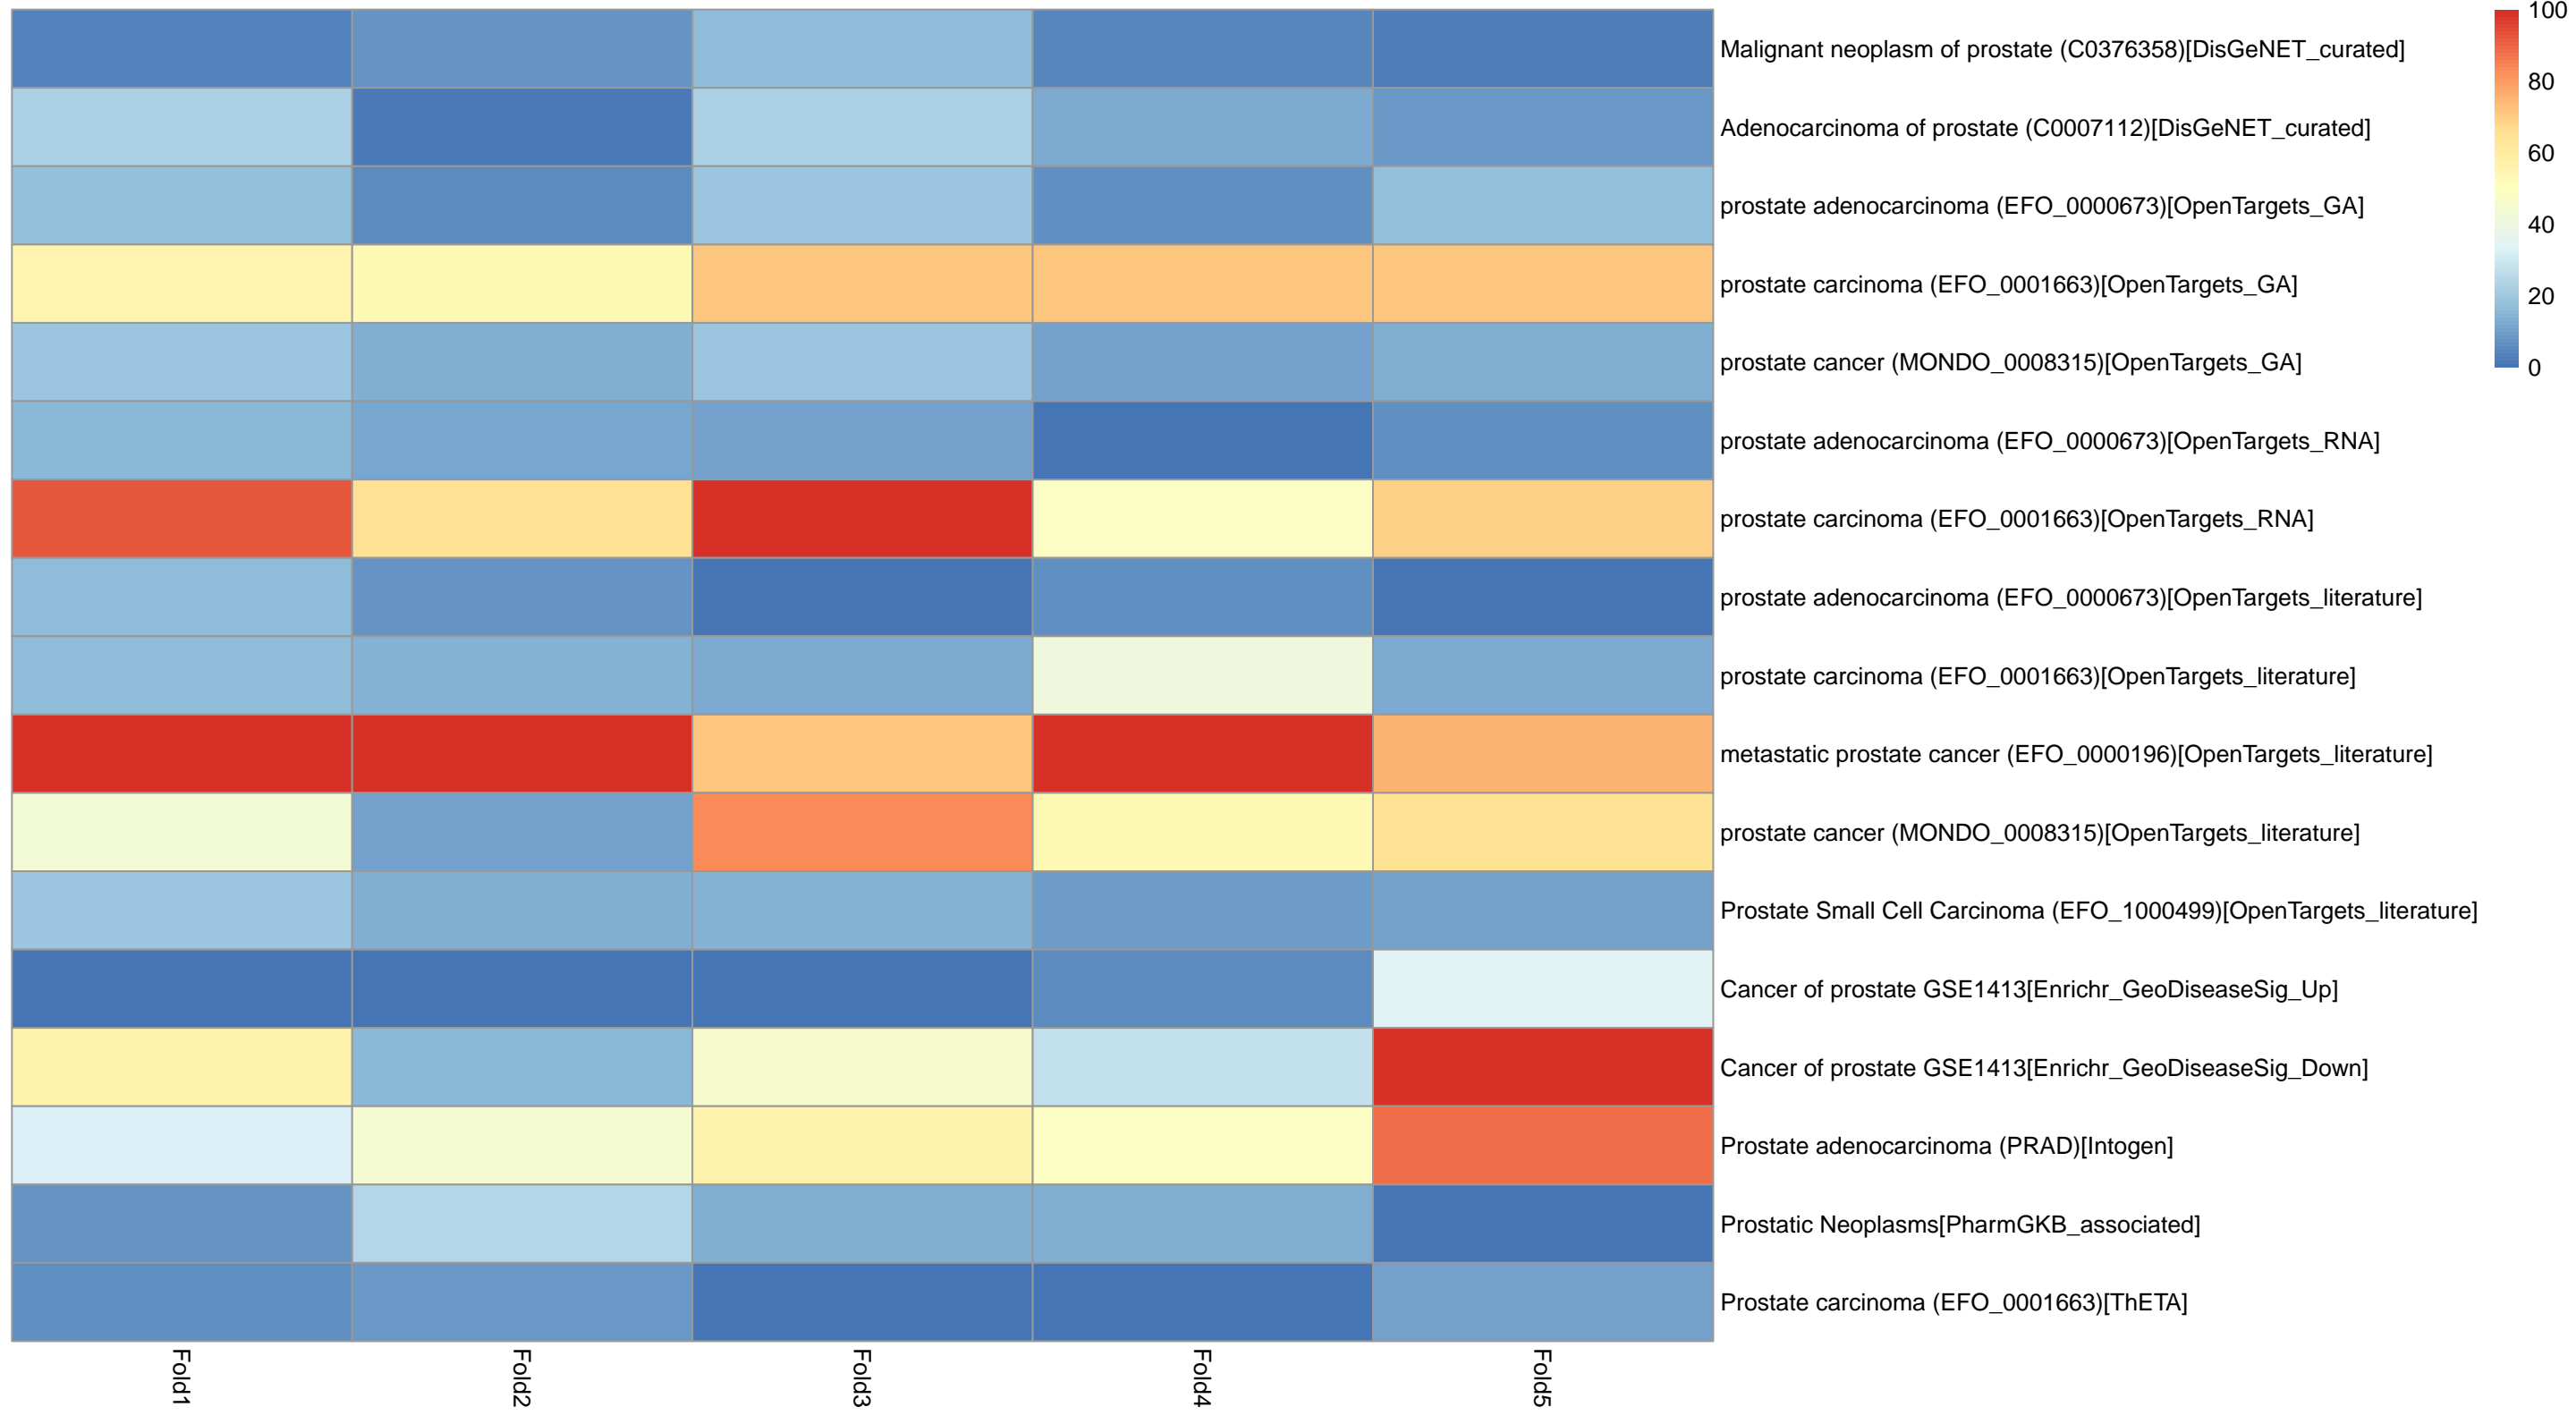 Malignant neoplasm of prostate (C0376358)[DisGeNET_curated]
Adenocarcinoma of prostate (C0007112)[DisGeNET_curated]
prostate adenocarcinoma (EFO_0000673)[OpenTargets_GA]
prostate carcinoma (EFO_0001663)[OpenTargets_GA]
prostate cancer (MONDO_0008315)[OpenTargets_GA]
prostate adenocarcinoma (EFO_0000673)[OpenTargets_RNA]
prostate carcinoma (EFO_0001663)[OpenTargets_RNA]
prostate adenocarcinoma (EFO_0000673)[OpenTargets_literature]
prostate carcinoma (EFO_0001663)[OpenTargets_literature]
metastatic prostate cancer (EFO_0000196)[OpenTargets_literature]
prostate cancer (MONDO_0008315)[OpenTargets_literature]
Prostate Small Cell Carcinoma (EFO_1000499)[OpenTargets_literature]
Cancer of prostate GSE1413[Enrichr_GeoDiseaseSig_Up]
Cancer of prostate GSE1413[Enrichr_GeoDiseaseSig_Down]
Prostate adenocarcinoma (PRAD)[Intogen]
Prostatic Neoplasms[PharmGKB_associated]
Prostate carcinoma (EFO_0001663)[ThETA]
Fold1
Fold2
Fold3
Fold4
Fold5
100
80
60
40
20
0